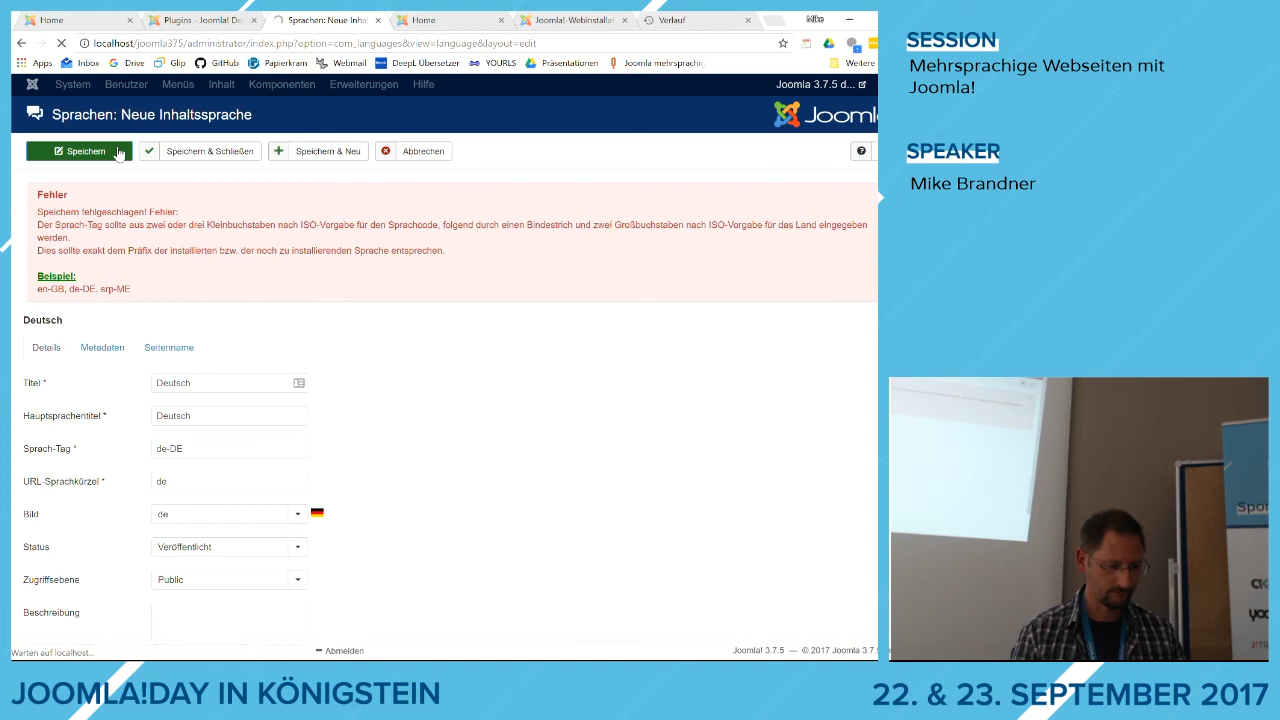 Home
Plugins - Joomla! De
Sprachen: Neue Inha
Home
Joomla!-Webinstallat
Verlauf
Mike
localhost/joomla375/administrator/index.php?option=com_languages&view=language&layout=edit
Apps
Inbox
Drive
Glip
GitHub
Papierkram
Webmail
DeepL Übersetzer
YOURLS
Präsentationen
Joomla mehrsprachig
Weitere
System
Benutzer
Menüs
Inhalt
Komponenten
Erweiterungen
Hilfe
Joomla 3.7.5 d...
Sprachen: Neue Inhaltssprache
Jooml
Speichern
Speichern & Schließen
Speichern & Neu
Abbrechen
Fehler
Speichern fehlgeschlagen! Fehler:
Der Sprach-Tag sollte aus zwei oder drei Kleinbuchstaben nach ISO-Vorgabe für den Sprachcode, folgend durch einen Bindestrich und zwei Großbuchstaben nach ISO-Vorgabe für das Land eingegeben
werden.
Dies sollte exakt dem Präfix der installierten bzw. der noch zu installierenden Sprache entsprechen.
Beispiel:
en-GB, de-DE, srp-ME
Deutsch
Details
Metadaten
Seitenname
Titel *
Deutsch
Hauptsprachentitel *
Deutsch
Sprach-Tag *
de-DE
URL-Sprachkürzel *
de
Bild
de
Status
Veröffentlicht
Zugriffsebene
Public
Beschreibung
Warten auf localhost...
Abmelden
Joomla! 3.7.5 — © 2017 Joomla 3.7.5
SESSION
Mehrsprachige Webseiten mit
Joomla!
SPEAKER
Mike Brandner
Spon
JOOMLA!DAY IN KÖNIGSTEIN
22. & 23. SEPTEMBER 2017